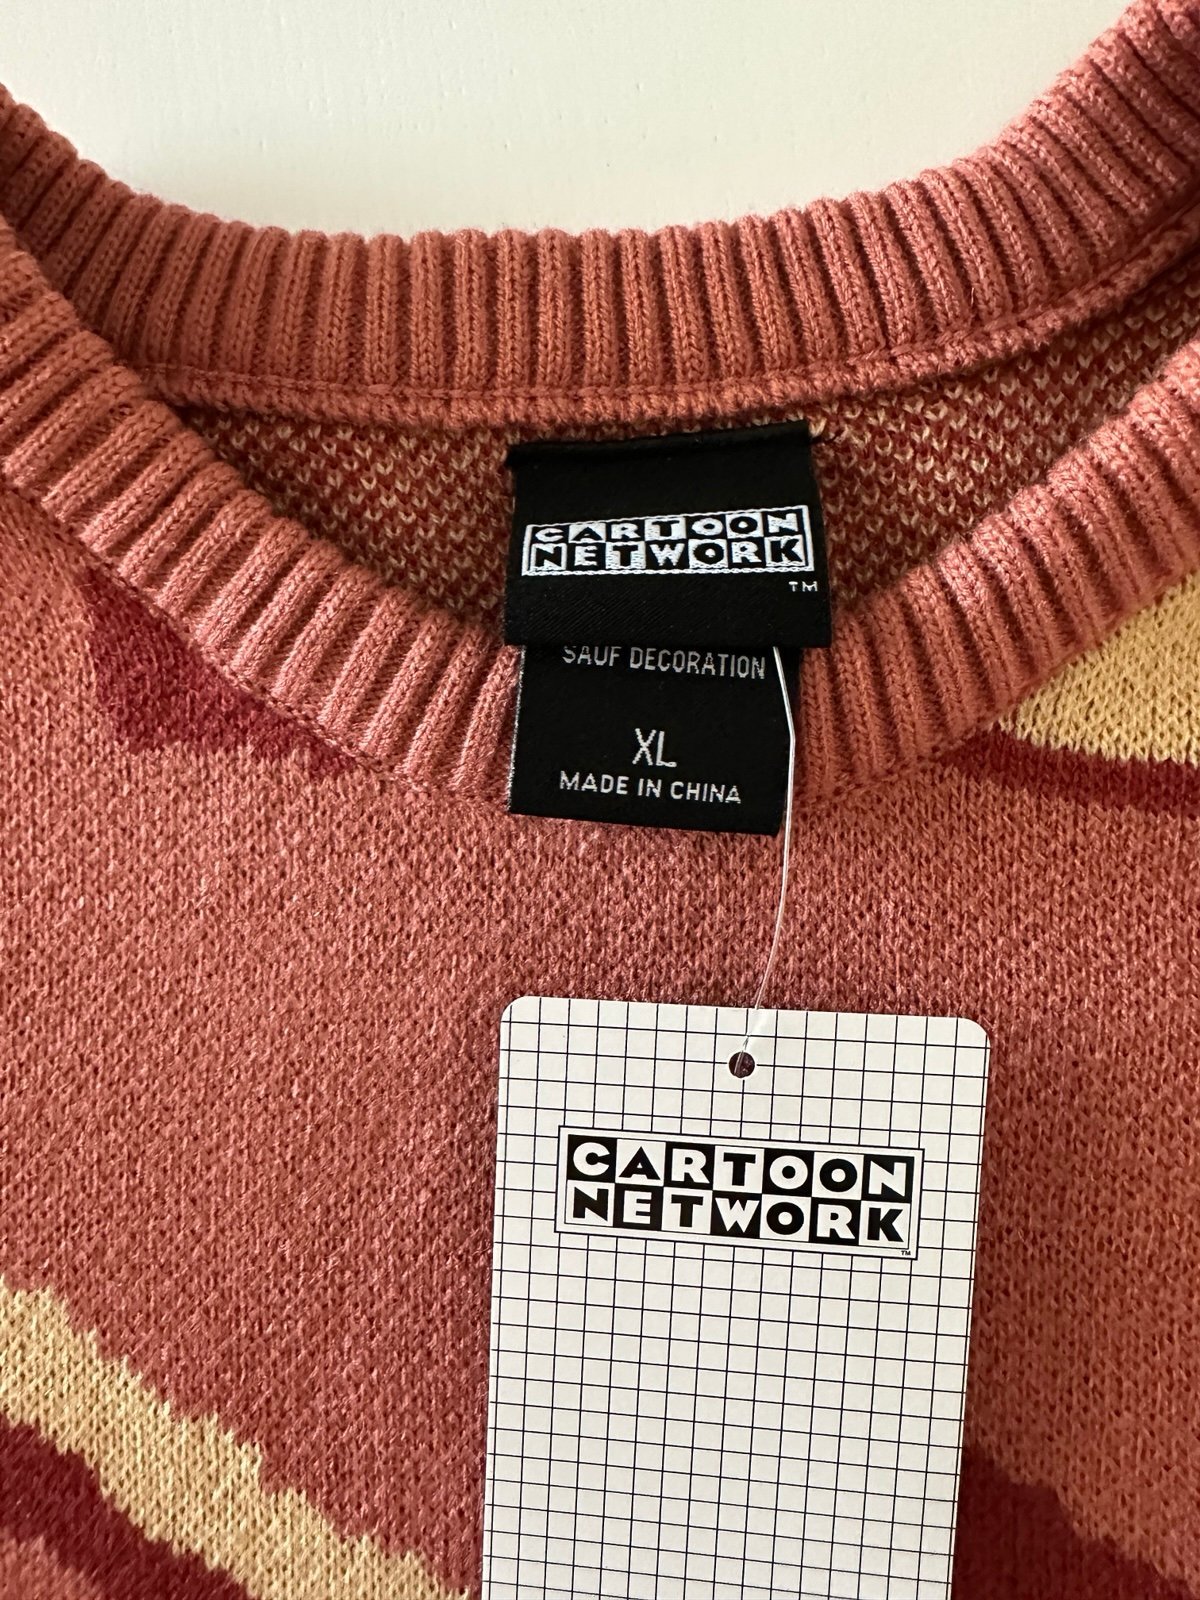 CARTOON
NETWORK
TM
SAUF DECORATION
XL
MADE IN CHINA
CARTOON
NETWORK
TM